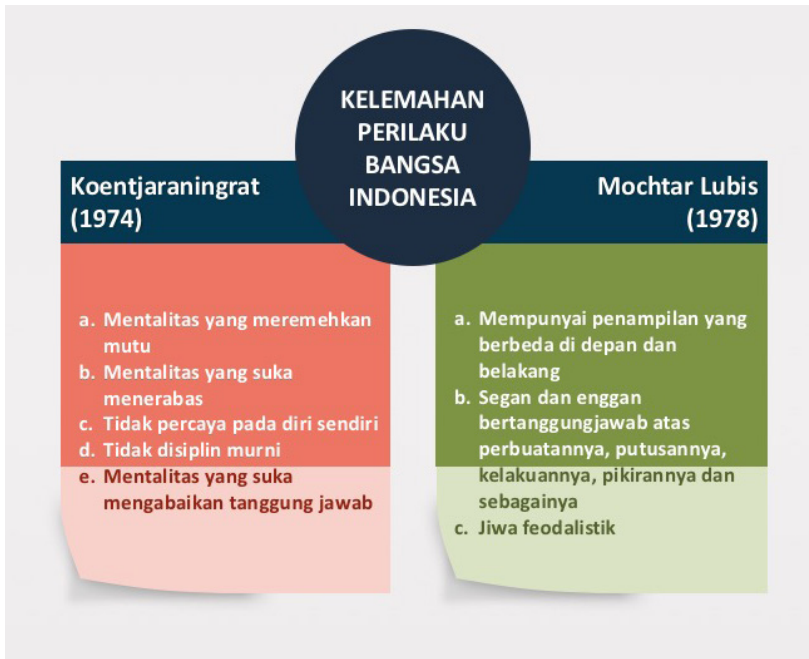 KELEMAHAN
PERILAKU
BANGSA
INDONESIA
Koentjaraningrat
(1974)
a. Mentalitas yang meremehkan
mutu
b. Mentalitas yang suka
menerabas
c. Tidak percaya pada diri sendiri
d. Tidak disiplin murni
e. Mentalitas yang suka
mengabaikan tanggung jawab
Mochtar Lubis
(1978)
a. Mempunyai penampilan yang
berbeda di depan dan
belakang
b. Segan dan enggan
bertanggungjawab atas
perbuatannya, putusannya,
kelakuannya, pikirannya dan
sebagainya
c. Jiwa feodalistik